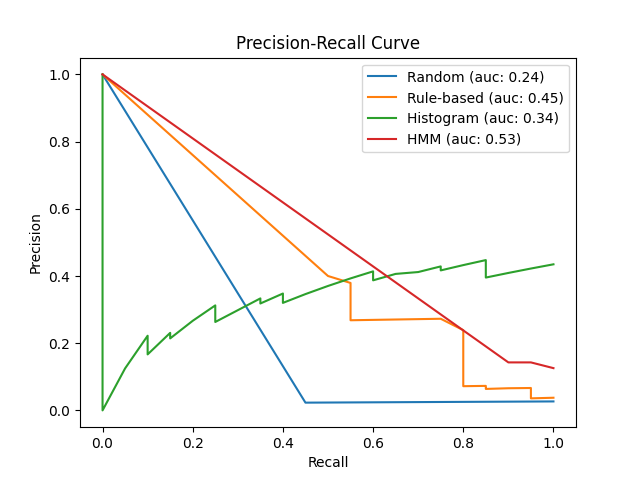 Precision-Recall Curve
Random (auc: 0.24)
Rule-based (auc: 0.45)
Histogram (auc: 0.34)
HMM (auc: 0.53)
Precision
1.0
0.8
0.6
0.4
0.2
0.0
0.0 0.2 0.4 0.6 0.8 1.0
Recall